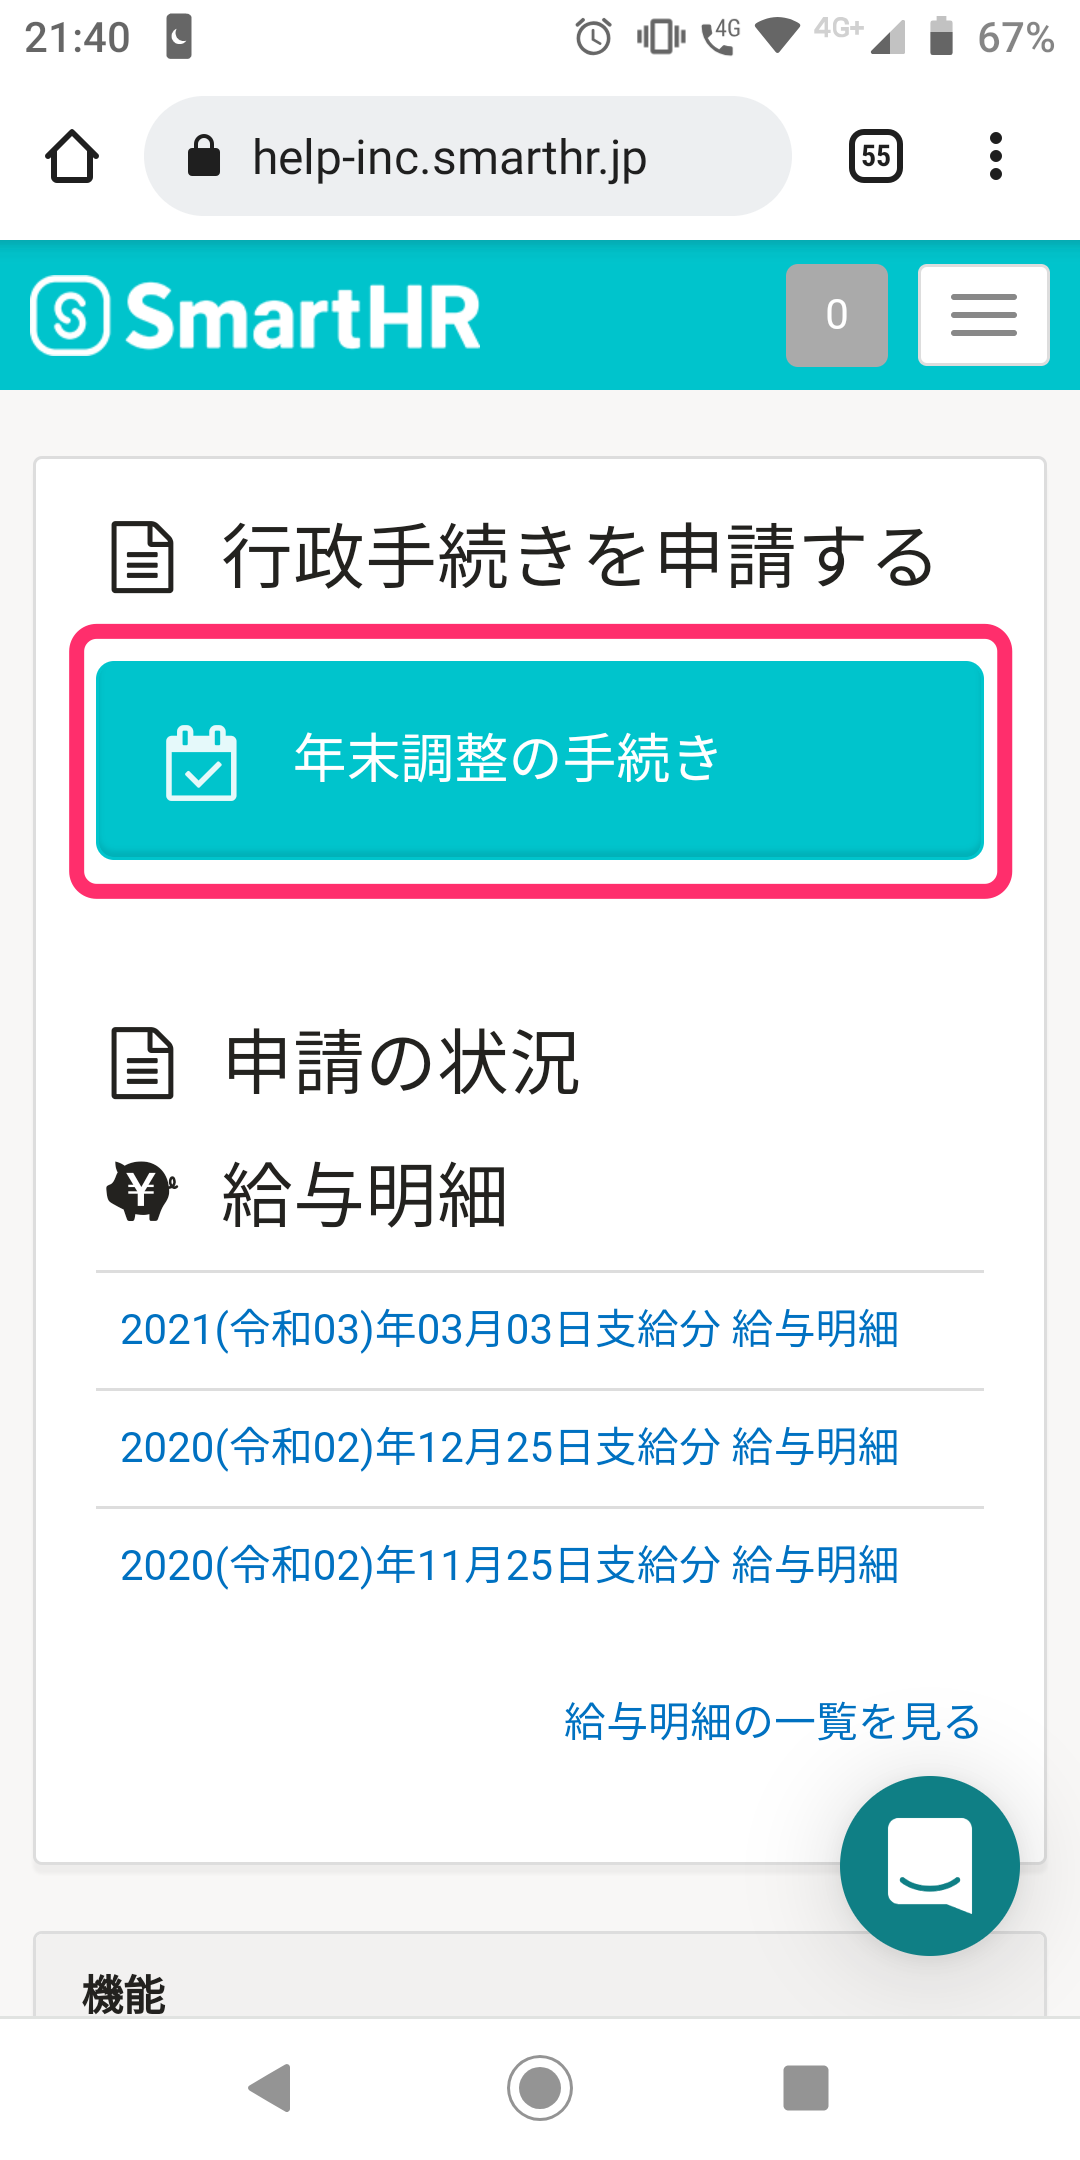 21:40
4G
4G+
67%
help-inc.smarthr.jp
55
SmartHR
0
行政手続きを申請する
年末調整の手続き
申請の状況
給与明細
2021(令和03)年03月03日支給分 給与明細
2020(令和02)年12月25日支給分 給与明細
2020(令和02)年11月25日支給分 給与明細
給与明細の一覧を見る
機能